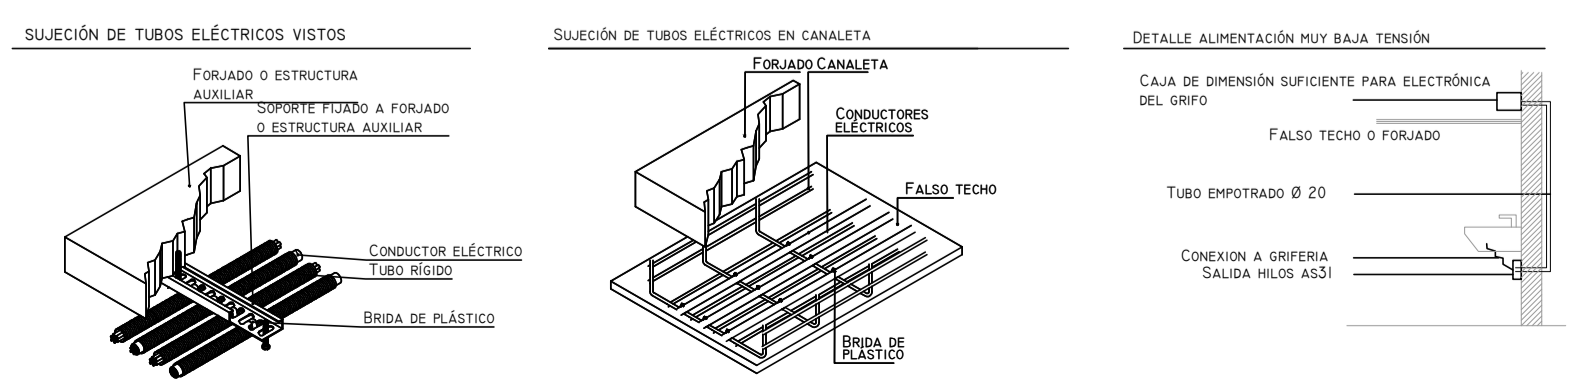 SUJECIÓN DE TUBOS ELÉCTRICOS VISTOS
FORJADO O ESTRUCTURA
AUXILIAR
SOPORTE FIJADO A FORJADO
O ESTRUCTURA AUXILIAR
CONDUCTOR ELÉCTRICO
TUBO RÍGIDO
BRIDA DE PLÁSTICO
SUJECIÓN DE TUBOS ELÉCTRICOS EN CANALETA
FORJADO CANALETA
CONDUCTORES
ELÉCTRICOS
FALSO TECHO
BRIDA DE
PLASTICO
DETALLE ALIMENTACIÓN MUY BAJA TENSIÓN
CAJA DE DIMENSIÓN SUFICIENTE PARA ELECTRÓNICA
DEL GRIFO
FALSO TECHO O FORJADO
TUBO EMPOTRADO Ø 20
CONEXION A GRIFERIA
SALIDA HILOS AS31